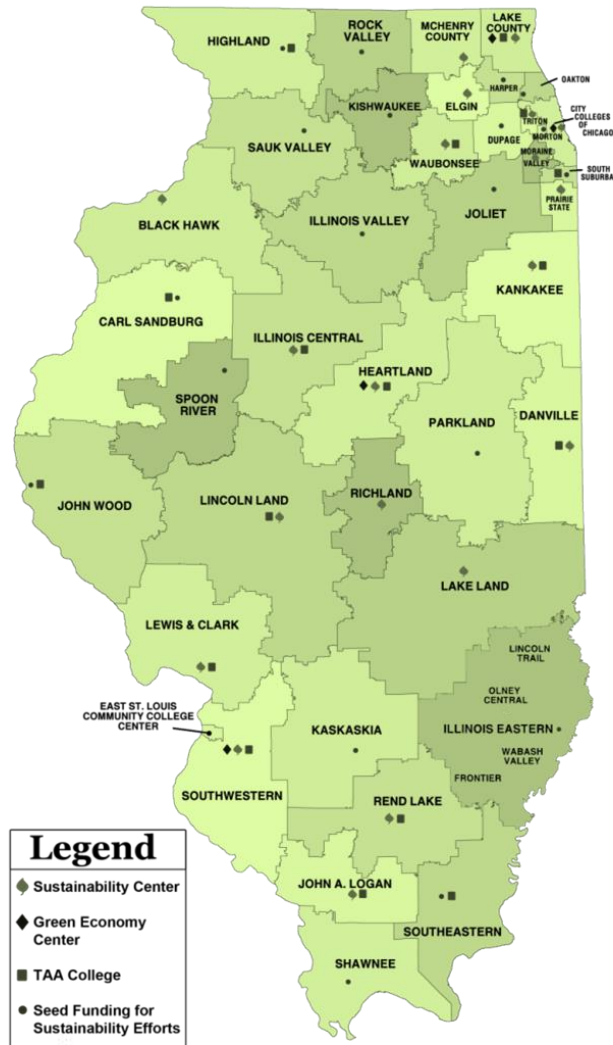 HIGHLAND
ROCK
VALLEY
MCHENRY
COUNTY
LAKE
COUNTY
HARPER
OAKTON
KISHWAUKEE
ELGIN
CITY
COLLEGES
OF
CHICAGO
TRITON
MORTON
DUPAGE
SAUK VALLEY
WAUBONSEE
MORAINE
VALLEY
SOUTH
SUBURBA
PRAIRIE
STATE
BLACK HAWK
ILLINOIS VALLEY
JOLIET
KANKAKEE
CARL SANDBURG
ILLINOIS CENTRAL
HEARTLAND
SPOON
RIVER
PARKLAND
DANVILLE
JOHN WOOD
LINCOLN LAND
RICHLAND
LAKE LAND
LEWIS & CLARK
LINCOLN
TRAIL
OLNEY
CENTRAL
EAST ST. LOUIS
COMMUNITY COLLEGE
CENTER
KASKASKIA
ILLINOIS EASTERN
WABASH
VALLEY
FRONTIER
SOUTHWESTERN
REND LAKE
JOHN A. LOGAN
SOUTHEASTERN
SHAWNEE
Legend
Sustainability Center
Green Economy
Center
TAA College
Seed Funding for
Sustainability Efforts